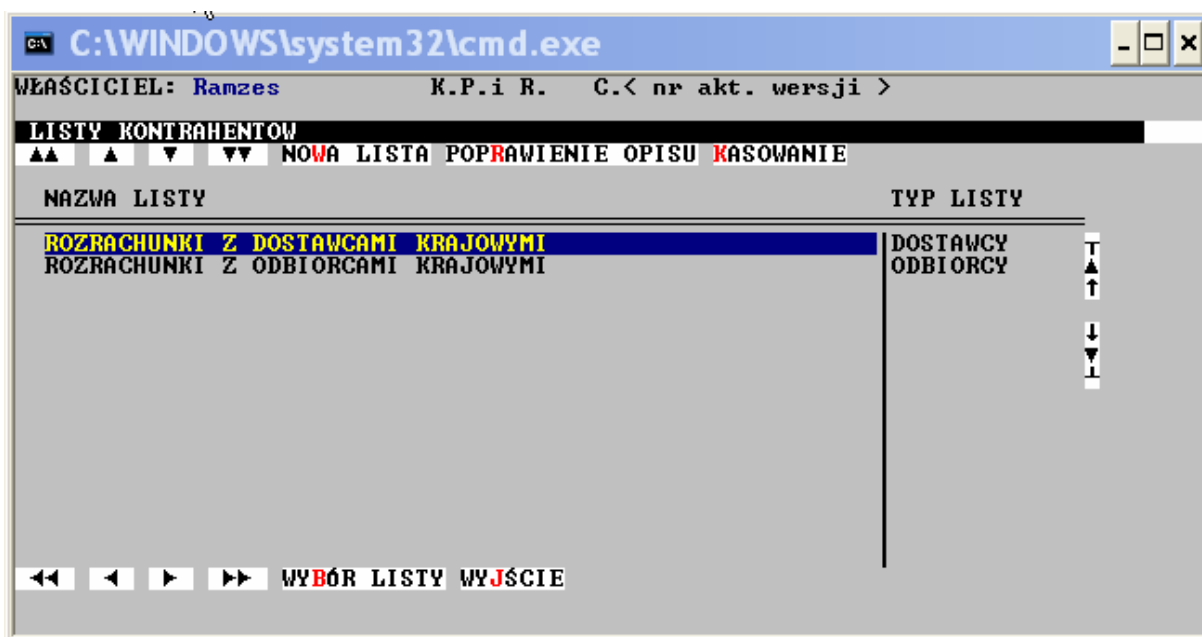 C:\WINDOWS\system32\cmd.exe
WŁAŚCICIEL: Ramzes K.P.i R. C.< nr akt. wersji >
LISTY KONTRAHENTOW
NOWA LISTA POPRAWIENIE OPISU KASOWANIE
NAZWA LISTY TYP LISTY
ROZRACHUNKI Z DOSTAWCAMI KRAJOWYMI DOSTAWCY
ROZRACHUNKI Z ODBIORCAMI KRAJOWYMI ODBIORCY
WYBÓR LISTY WYJŚCIE